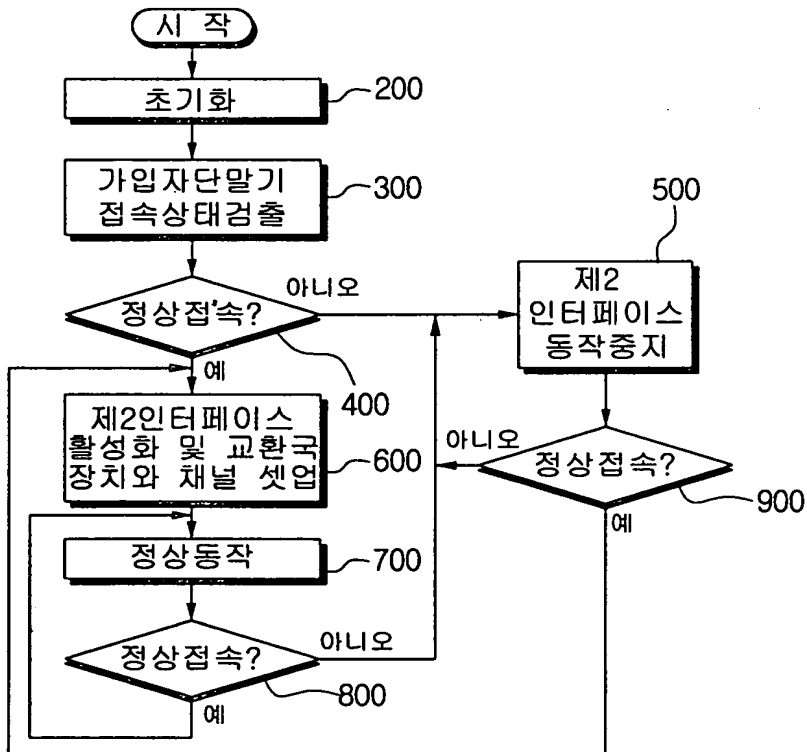 시 작
초기화
200
가입자단말기
접속상태검출
300
정상접속?
아니오
400
예
제2
인터페이스
동작중지
500
제2인터페이스
활성화 및 교환국
장치와 채널 셋업
600
정상접속?
아니오
900
예
정상동작
700
정상접속?
아니오
800
예